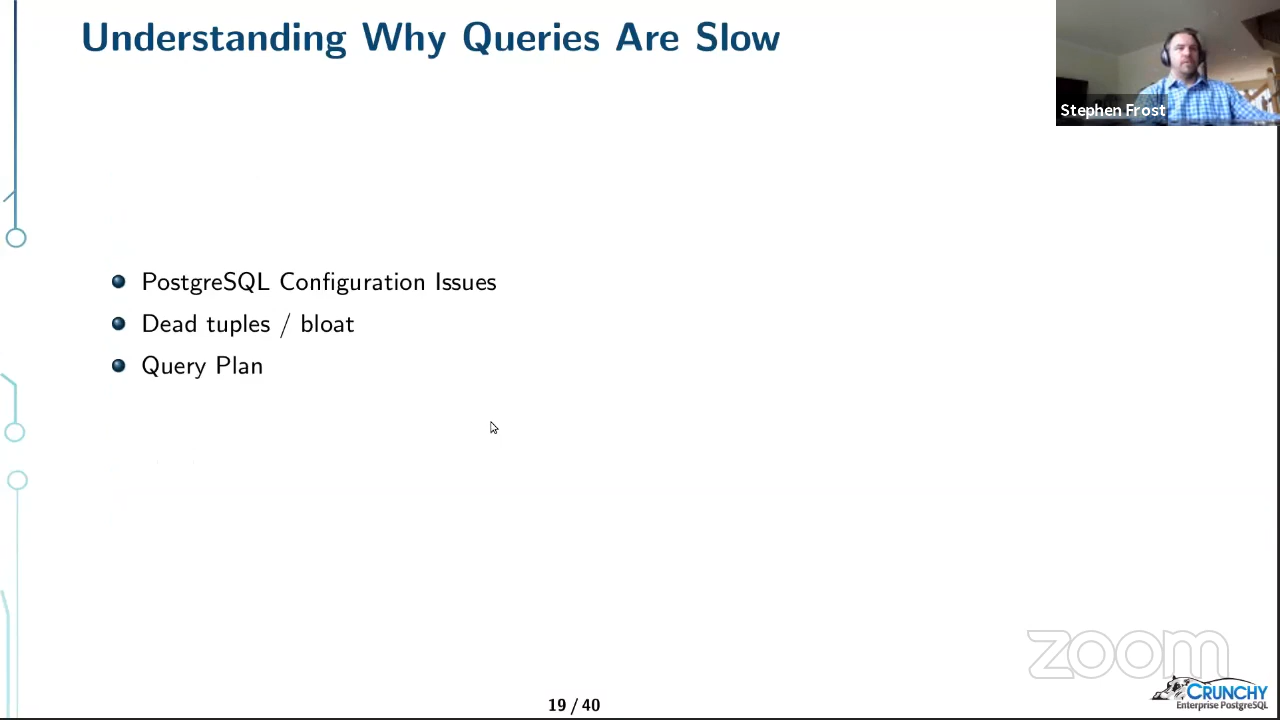 Understanding Why Queries Are Slow
Stephen Frost
PostgreSQL Configuration Issues
Dead tuples / bloat
Query Plan
zoom
CRUNCHY
Enterprise PostgreSQL
19 / 40